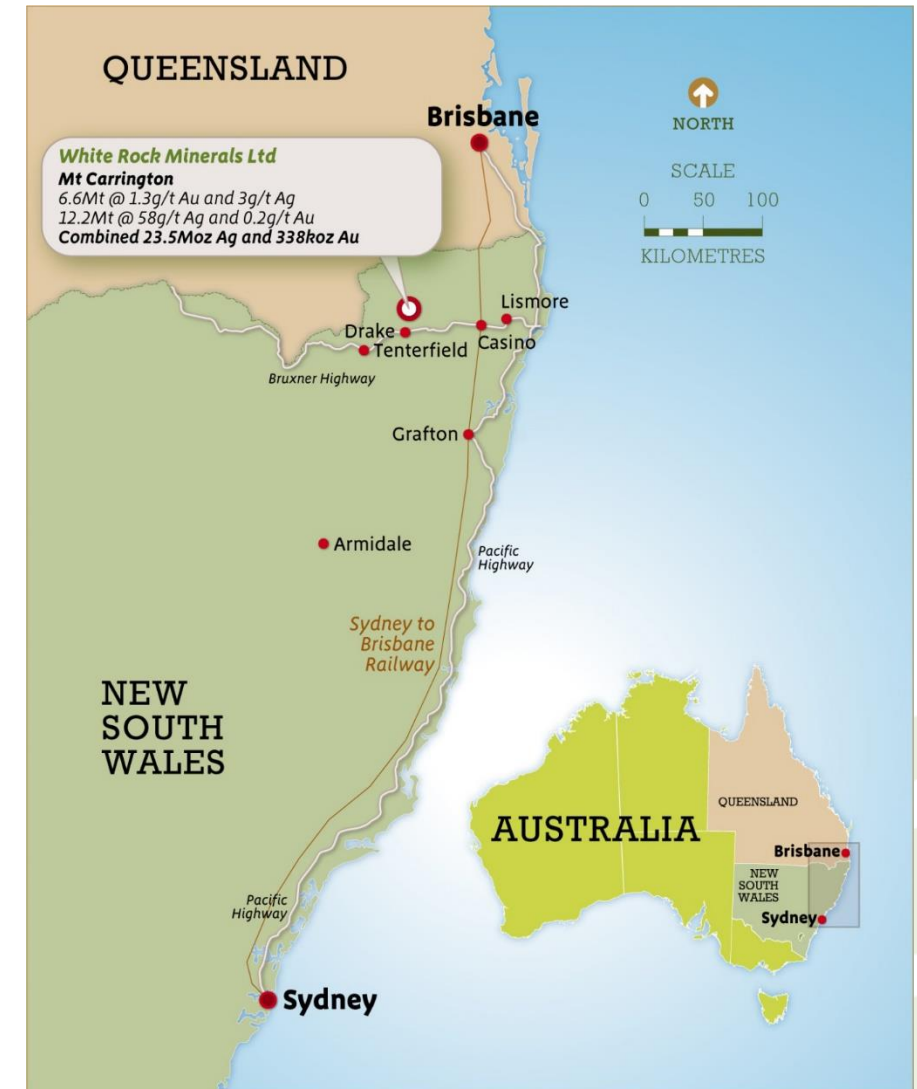 QUEENSLAND
Brisbane
White Rock Minerals Ltd
Mt Carrington
6.6Mt @ 1.3g/t Au and 3g/t Ag
12.2Mt @ 58g/t Ag and 0.2g/t Au
Combined 23.5Moz Ag and 338koz Au
NORTH
SCALE
0 50 100
KILOMETRES
Lismore
Drake
Casino
Tenterfield
Bruxner Highway
Grafton
Armidale
Pacific
Highway
Sydney to
Brisbane
Railway
NEW
SOUTH
WALES
Pacific
Highway
Sydney
AUSTRALIA
QUEENSLAND
Brisbane
NEW
SOUTH
WALES
Sydney